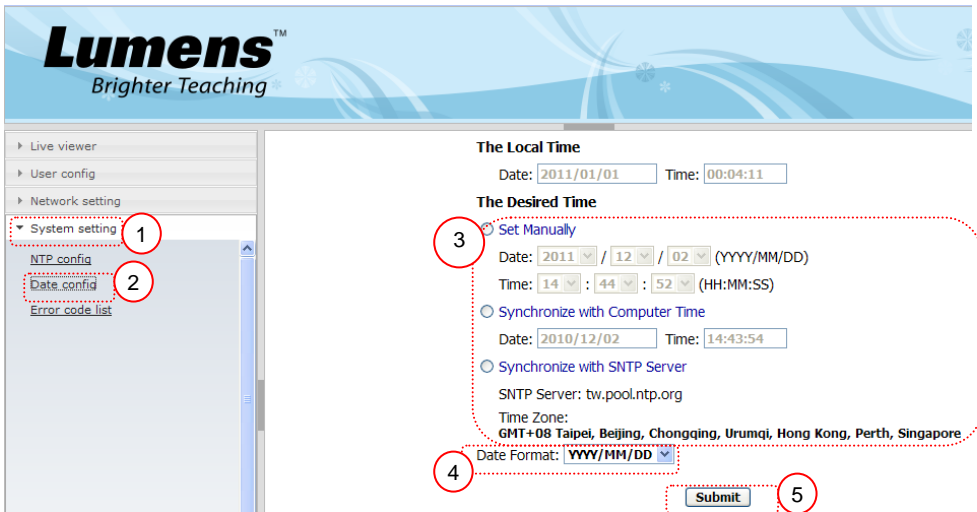 Lumens™
Brighter Teaching
Live viewer
User config
Network setting
System setting
1
NTP config
Date config
2
Error code list
The Local Time
Date: 2011/01/01 Time: 00:04:11
The Desired Time
3
Set Manually
Date: 2011 / 12 / 02 (YYYY/MM/DD)
Time: 14 : 44 : 52 (HH:MM:SS)
Synchronize with Computer Time
Date: 2010/12/02 Time: 14:43:54
Synchronize with SNTP Server
SNTP Server: tw.pool.ntp.org
Time Zone:
GMT+08 Taipei, Beijing, Chongqing, Urumqi, Hong Kong, Perth, Singapore
Date Format: YYYY/MM/DD
4
Submit
5